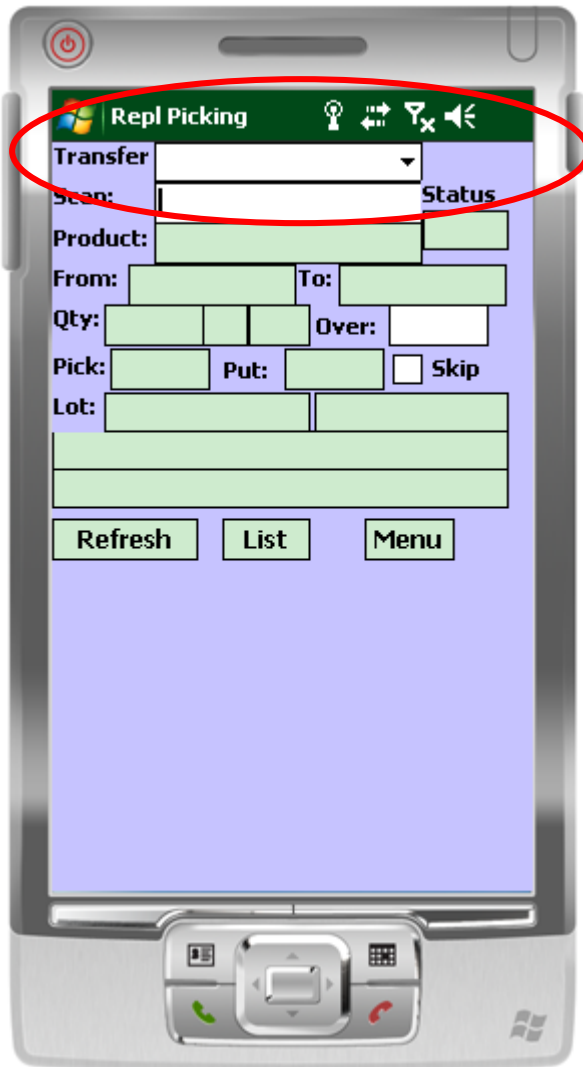 Repl Picking
Transfer
Scan:
Status
Product:
From: To:
Qty: Over:
Pick: Put: Skip
Lot:
Refresh List Menu